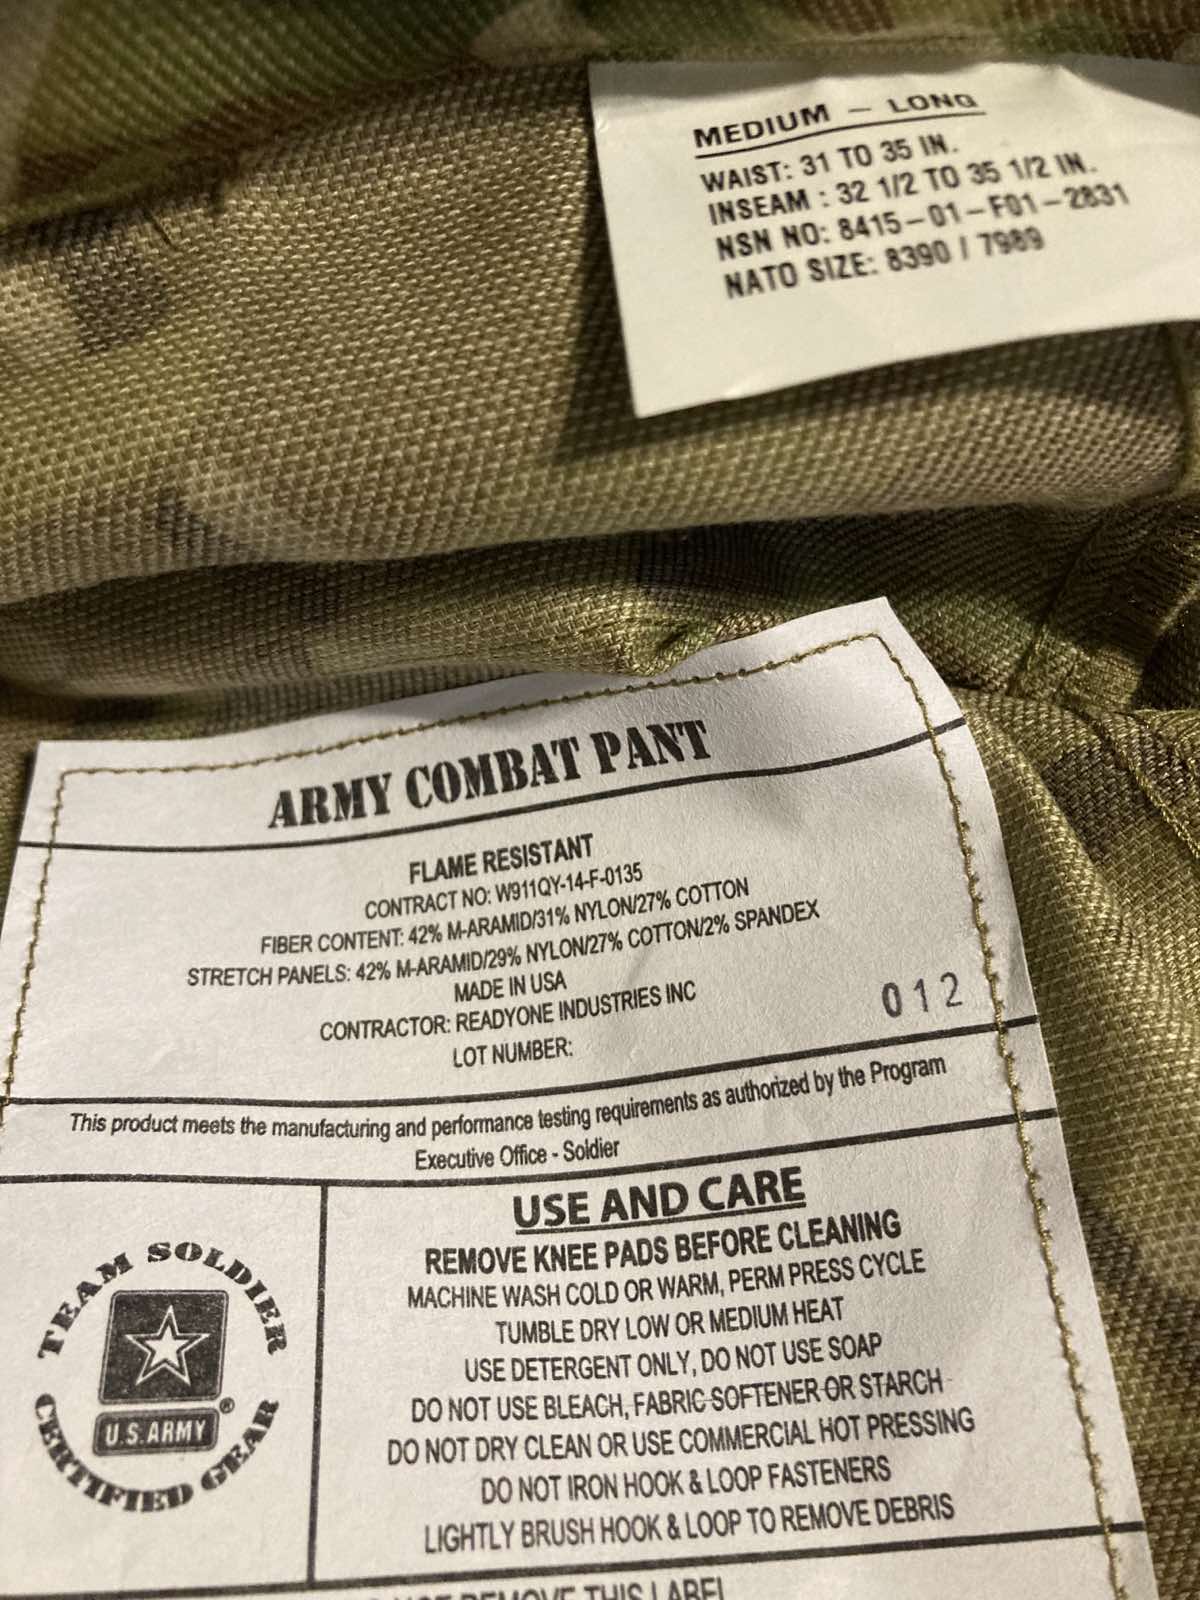 MEDIUM - LONG
WAIST: 31 TO 35 IN.
INSEAM : 32 1/2 TO 35 1/2 IN.
NSN NO: 8415-01-F01-2831
NATO SIZE: 8390 / 7989
ARMY COMBAT PANT
FLAME RESISTANT
CONTRACT NO: W911QY-14-F-0135
FIBER CONTENT: 42% M-ARAMID/31% NYLON/27% COTTON
STRETCH PANELS: 42% M-ARAMID/29% NYLON/27% COTTON/2% SPANDEX
MADE IN USA
CONTRACTOR: READYONE INDUSTRIES INC
LOT NUMBER:
012
This product meets the manufacturing and performance testing requirements as authorized by the Program
Executive Office - Soldier
TEAM SOLDIER
U.S.ARMY ®
CERTIFIED GEAR
USE AND CARE
REMOVE KNEE PADS BEFORE CLEANING
MACHINE WASH COLD OR WARM, PERM PRESS CYCLE
TUMBLE DRY LOW OR MEDIUM HEAT
USE DETERGENT ONLY, DO NOT USE SOAP
DO NOT USE BLEACH, FABRIC SOFTENER OR STARCH
DO NOT DRY CLEAN OR USE COMMERCIAL HOT PRESSING
DO NOT IRON HOOK & LOOP FASTENERS
LIGHTLY BRUSH HOOK & LOOP TO REMOVE DEBRIS
REMOVE THIS LABEL